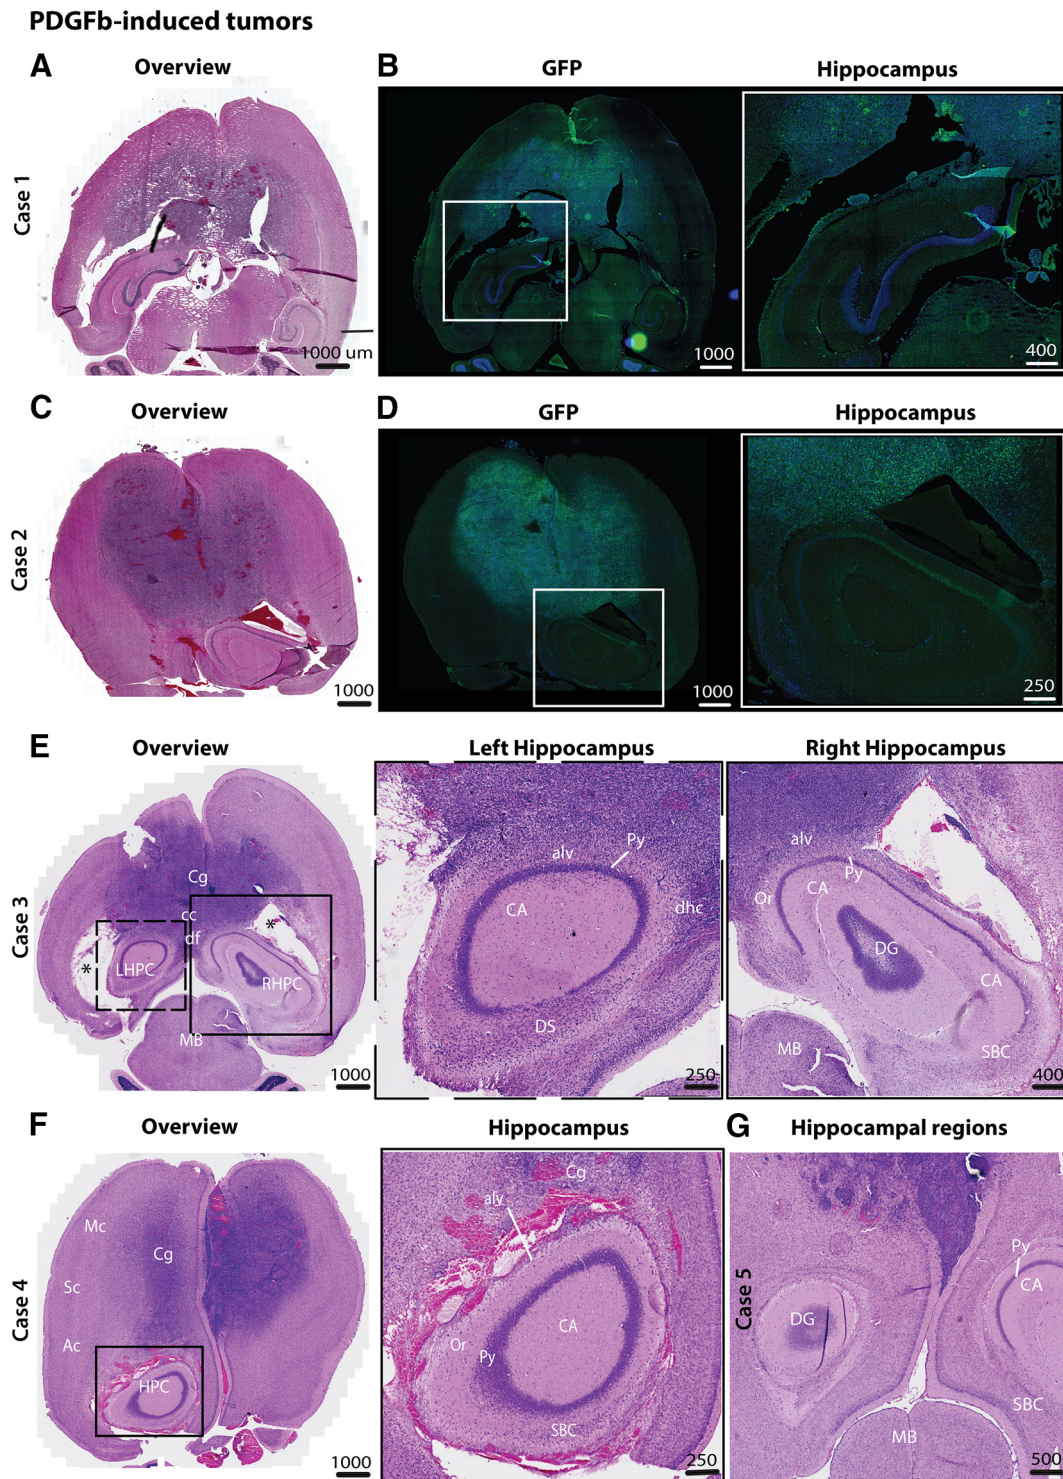 PDGFb-induced tumors
A
Overview
B
GFP
Hippocampus
Case 1
1000 um
1000
400
C
Overview
D
GFP
Hippocampus
Case 2
1000
1000
250
E
Overview
Left Hippocampus
Right Hippocampus
Case 3
Cg
cc
df
*
*
LHPC
RHPC
MB
1000
alv
Py
CA
dhc
DS
250
alv
Py
CA
Or
DG
CA
MB
SBC
400
F
Overview
Hippocampus
G
Hippocampal regions
Case 4
Mc
Cg
Sc
Ac
HPC
1000
Cg
alv
CA
Or
Py
SBC
250
Case 5
Py
CA
DG
SBC
MB
500